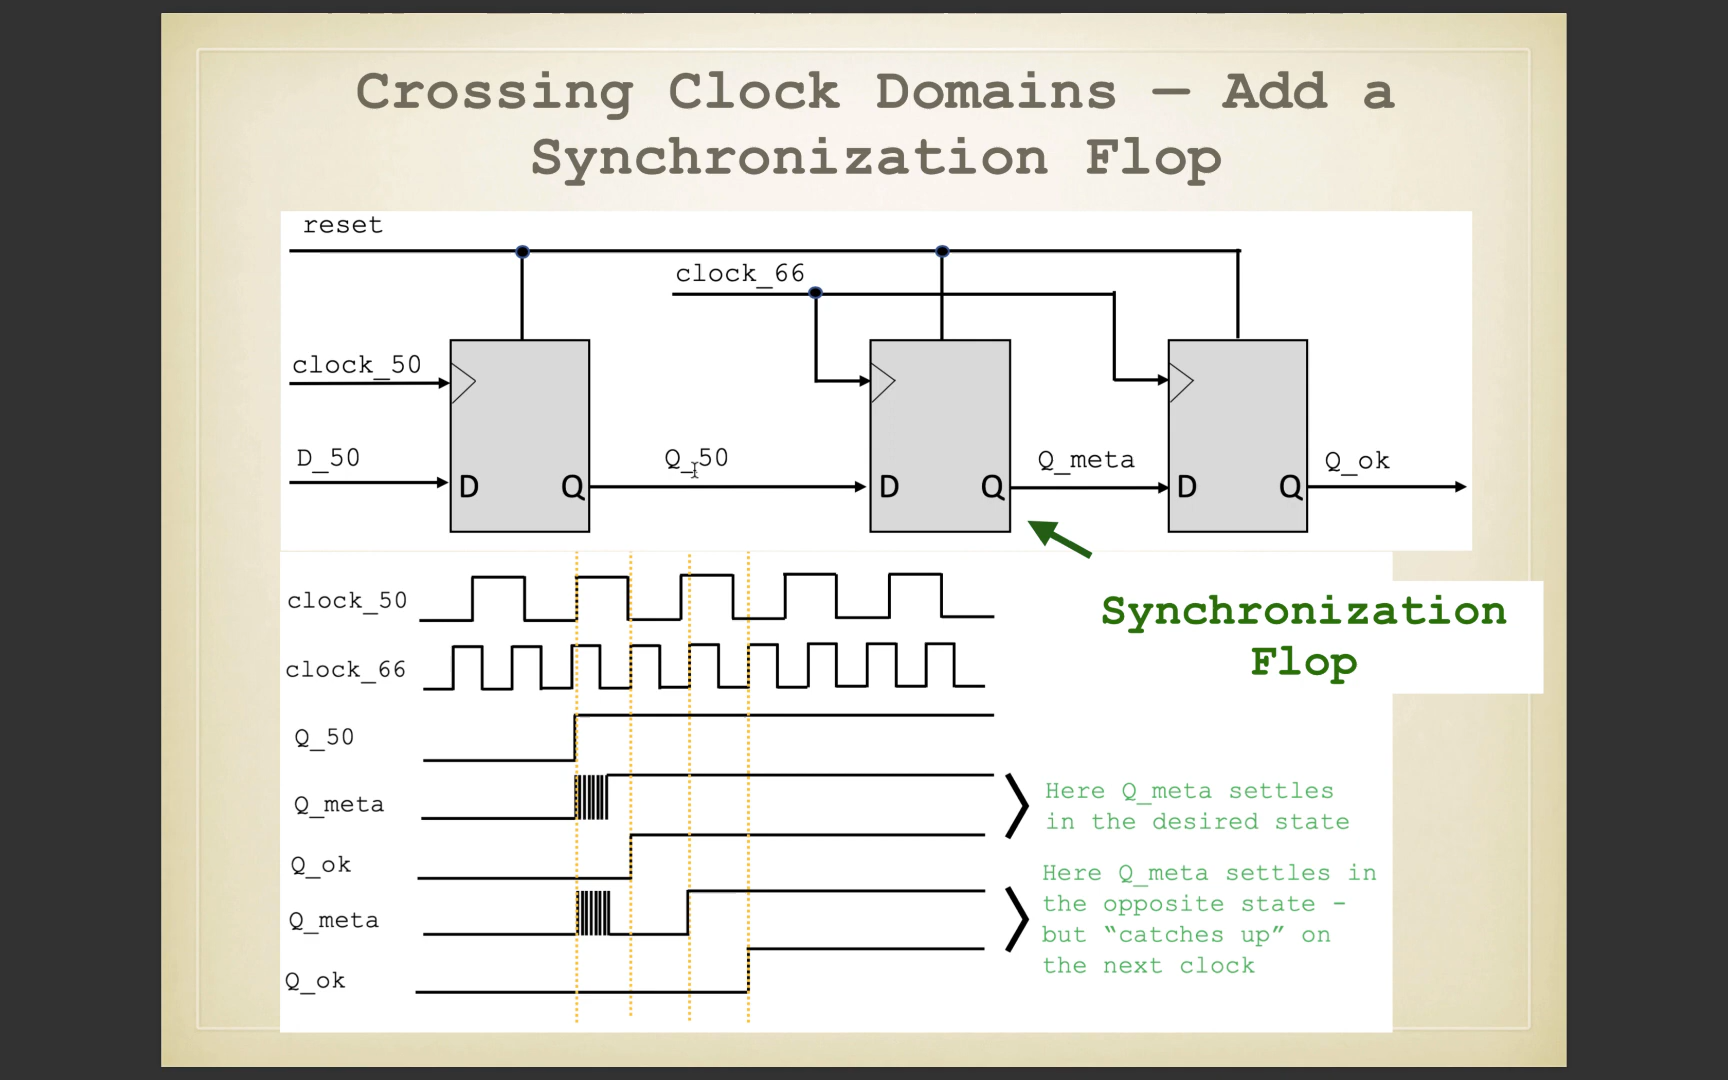 Crossing Clock Domains — Add a
Synchronization Flop
reset
clock_66
clock_50
D_50
Q_50
Q_meta
Q_ok
D Q
D Q
D Q
clock_50
Synchronization
Flop
clock_66
Q_50
Q_meta
Here Q_meta settles
in the desired state
Q_ok
Q_meta
Here Q_meta settles in
the opposite state -
but “catches up” on
the next clock
Q_ok